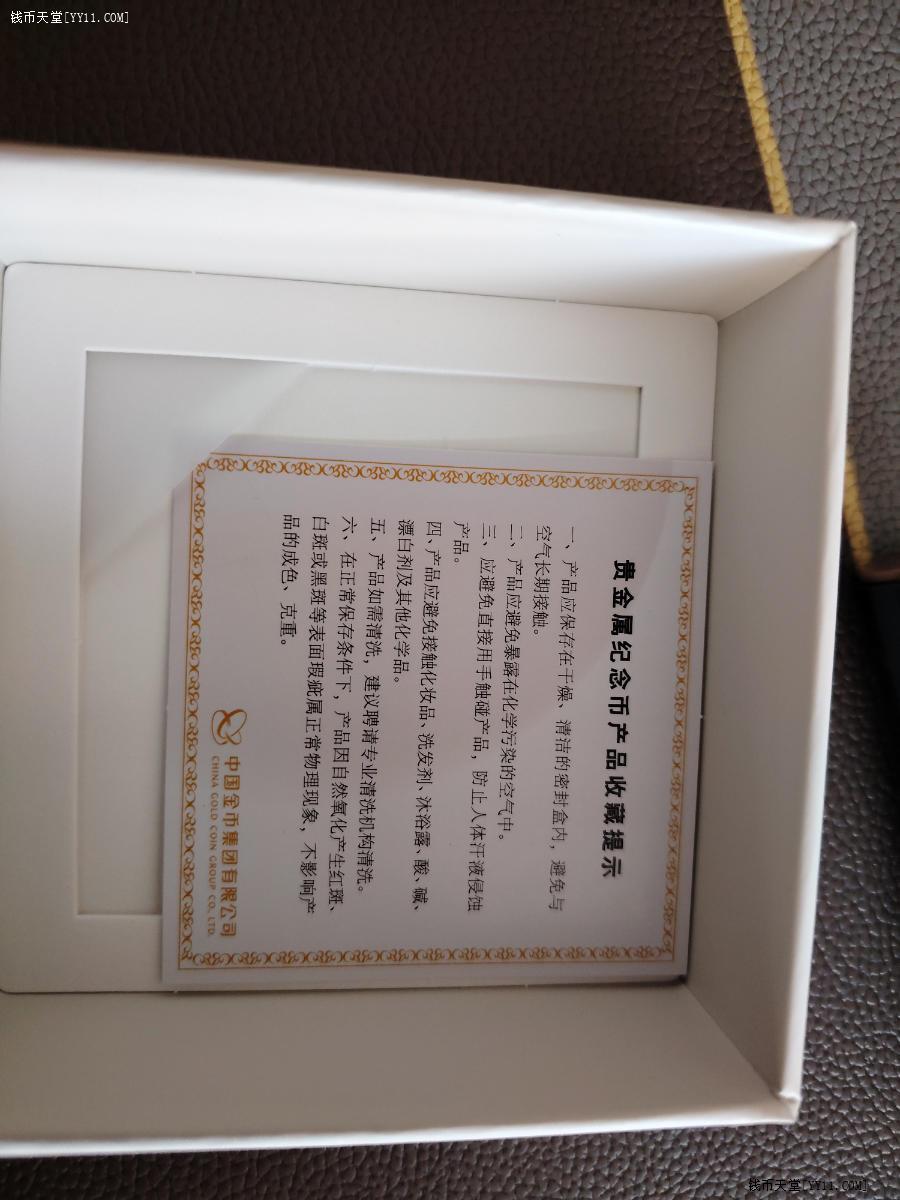 钱币天堂[YY11.COM]
贵金属纪念币产品收藏提示
一、产品应保存在干燥、清洁的密封盒内，避免与
空气长期接触。
二、产品应避免暴露在化学污染的空气中。
三、应避免直接用手触碰产品，防止人体汗液侵蚀
产品。
四、产品应避免接触化妆品、洗发剂、沐浴露、酸、碱、
漂白剂及其他化学品。
五、产品如需清洗，建议聘请专业清洗机构清洗。
六、在正常保存条件下，产品因自然氧化产生红斑、
白斑或黑斑等表面瑕疵属正常物理现象，不影响产
品的成色、克重。
中国金币集团有限公司
CHINA GOLD COIN GROUP CO., LTD.
钱币天堂[YY11.COM]